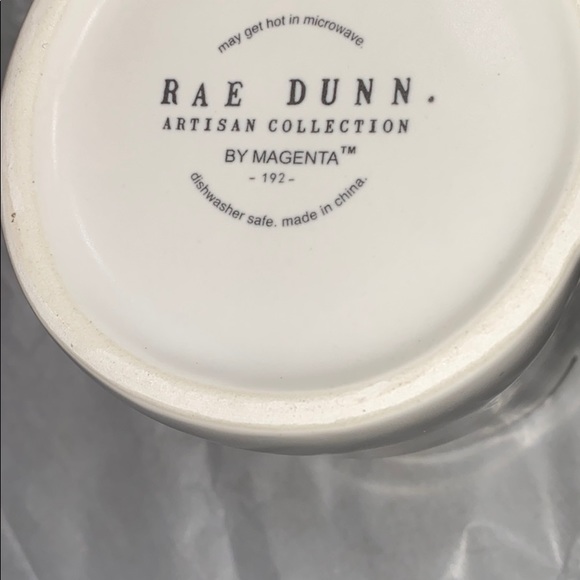 may get hot in microwave.
RAE DUNN.
ARTISAN COLLECTION
BY MAGENTA™
- 192 -
dishwasher safe. made in china.